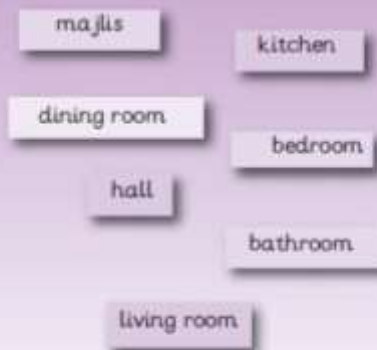 majlis
kitchen
dining room
bedroom
hall
bathroom
living room